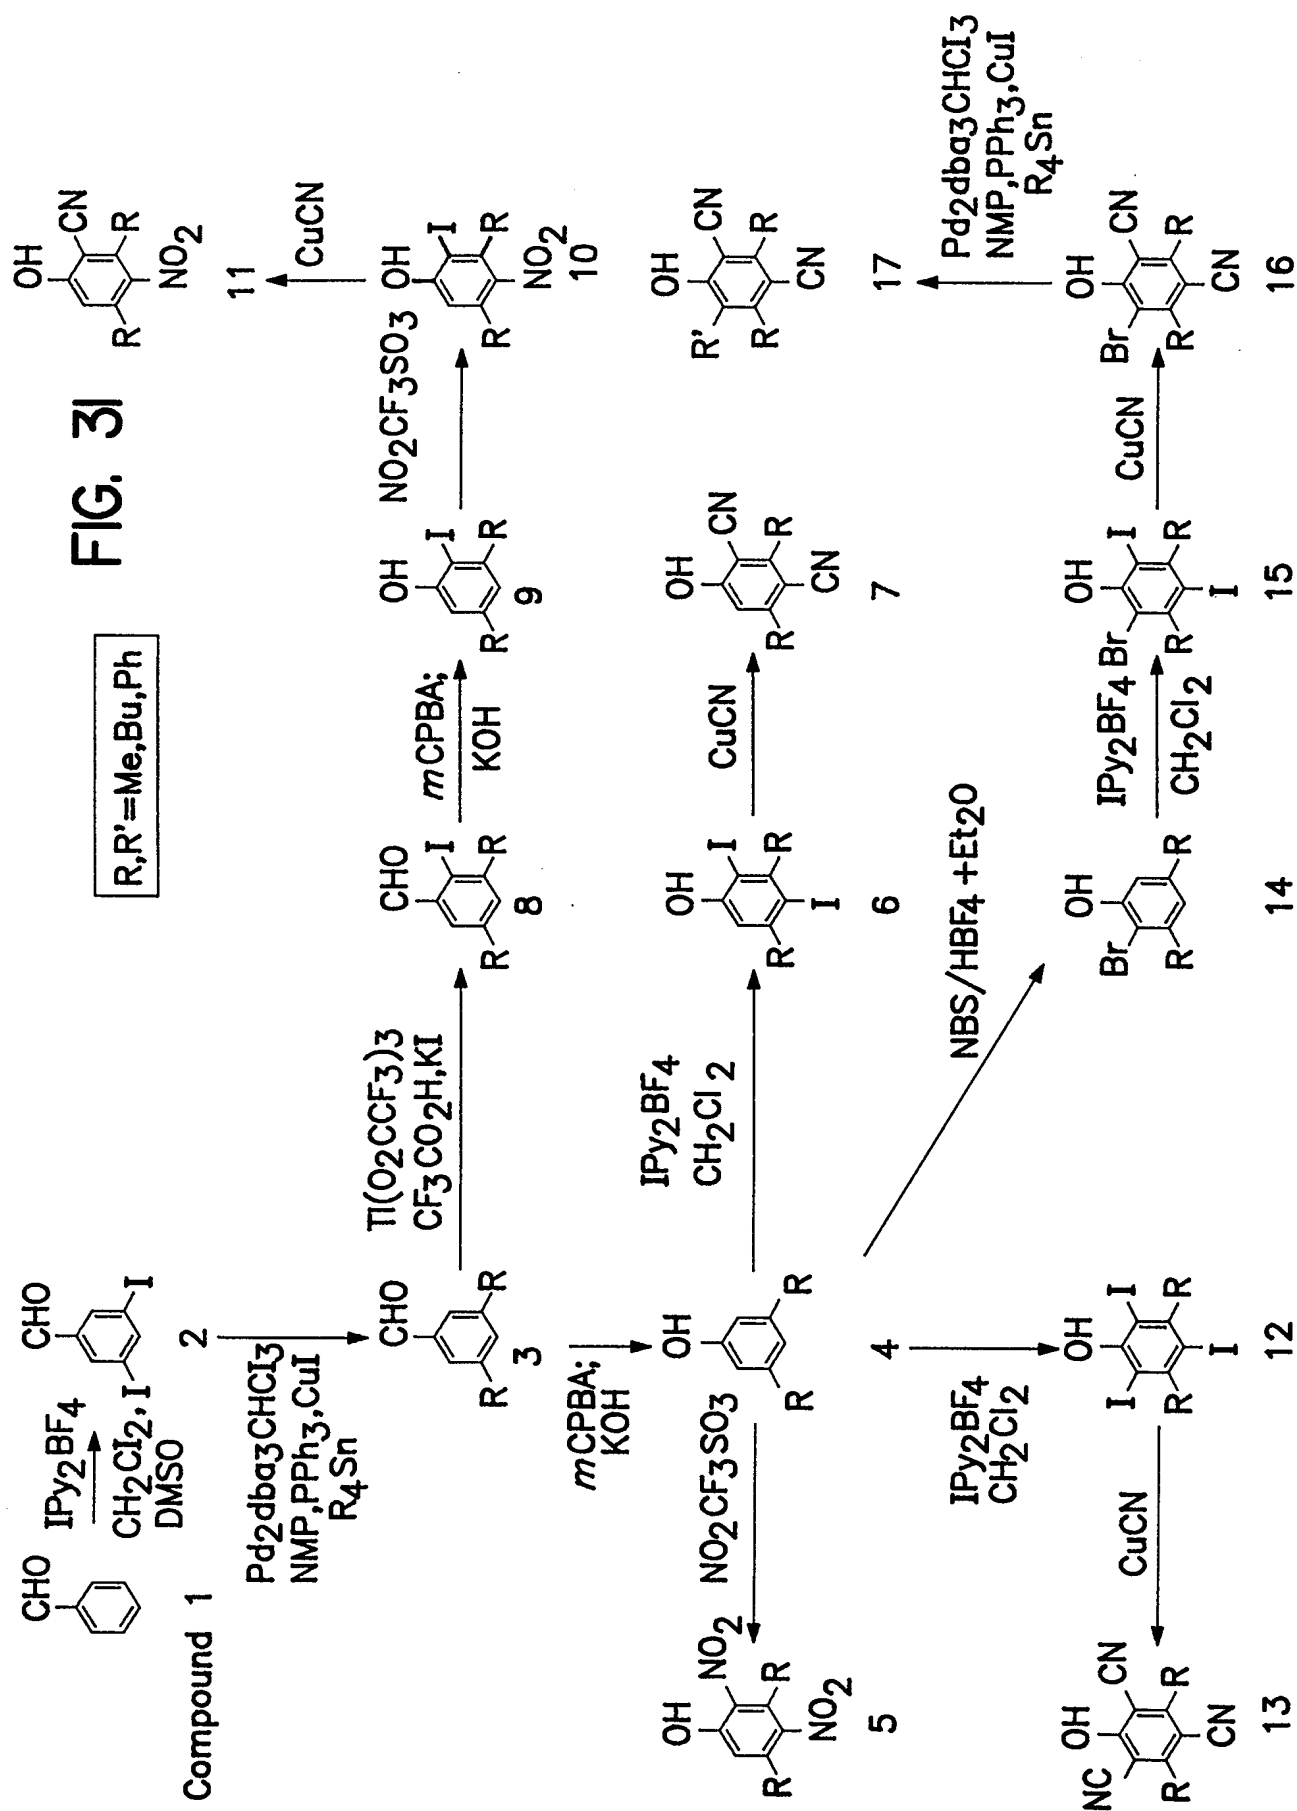 FIG. 3I
R,R'=Me,Bu,Ph
CHO
Compound 1
IPy2BF4
CH2Cl2,
DMSO
CHO
I
I
2
Pd2dba3CHCl3
NMP,PPh3,CuI
R4Sn
CHO
R
R
3
Tl(O2CCF3)3
CF3CO2H,KI
CHO
I
R
R
8
mCPBA;
KOH
OH
I
R
R
9
NO2CF3SO3
OH
I
R
R
NO2
10
CuCN
OH
CN
R
R
NO2
11
mCPBA;
KOH
OH
R
R
4
NO2CF3SO3
OH
NO2
R
R
NO2
5
IPy2BF4
CH2Cl2
OH
I
R
R
I
6
CuCN
OH
CN
R
R
CN
7
IPy2BF4
CH2Cl2
OH
I
I
R
R
I
12
CuCN
OH
NC
CN
R
R
CN
13
NBS/HBF4+Et2O
OH
Br
R
R
14
IPy2BF4
CH2Cl2
OH
Br
I
R
R
I
15
CuCN
OH
Br
CN
R
R
CN
16
Pd2dba3CHCl3
NMP,PPh3,CuI
R4Sn
OH
R'
CN
R
R
CN
17